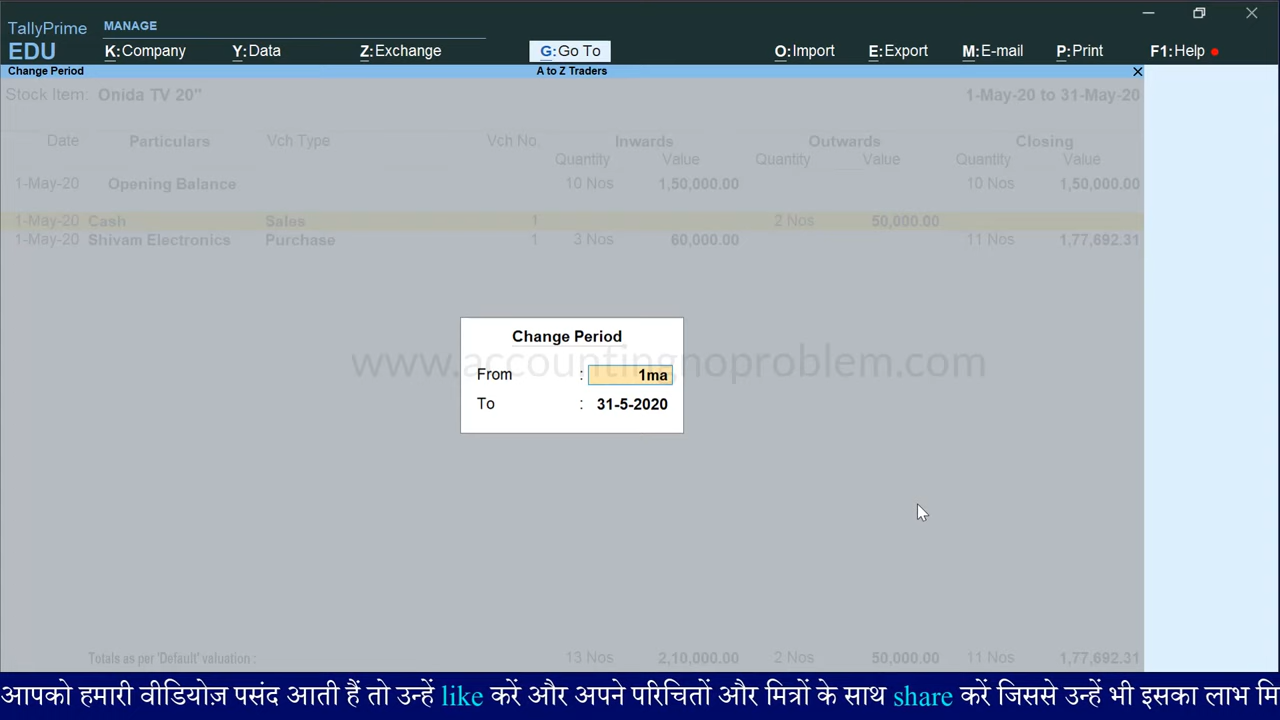 TallyPrime MANAGE
EDU K:Company Y:Data Z:Exchange G:Go To O:Import E:Export M:E-mail P:Print F1:Help
Change Period A to Z Traders
Stock Item: Onida TV 20" 1-May-20 to 31-May-20
Date Particulars Vch Type Vch No. Inwards Outwards Closing
Quantity Value Quantity Value Quantity Value
1-May-20 Opening Balance 10 Nos 1,50,000.00 10 Nos 1,50,000.00
1-May-20 Cash Sales 1 2 Nos 50,000.00
1-May-20 Shivam Electronics Purchase 1 3 Nos 60,000.00 11 Nos 1,77,692.31
Change Period
www.accountingnoproblem.com
From : 1ma
To : 31-5-2020
Totals as per 'Default' valuation : 13 Nos 2,10,000.00 2 Nos 50,000.00 11 Nos 1,77,692.31
आपको हमारी वीडियोज़ पसंद आती हैं तो उन्हें like करें और अपने परिचितों और मित्रों के साथ share करें जिससे उन्हें भी इसका लाभ मि